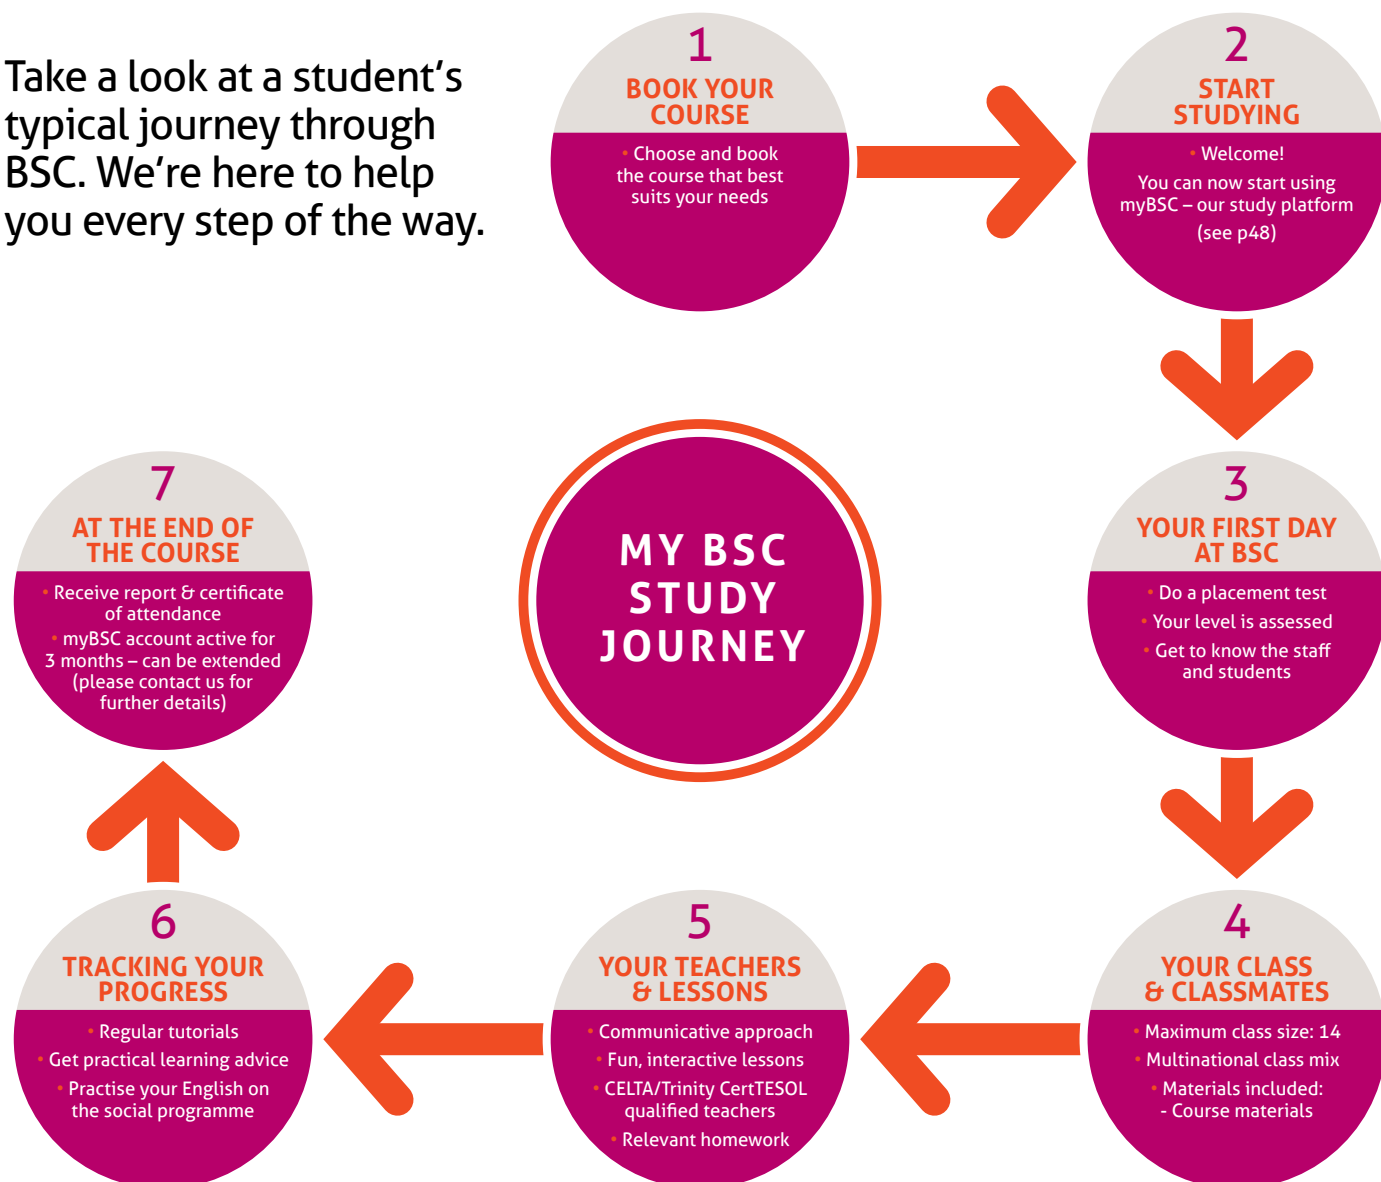 Take a look at a student’s
typical journey through
BSC. We’re here to help
you every step of the way.
1
BOOK YOUR
COURSE
• Choose and book
the course that best
suits your needs
2
START
STUDYING
• Welcome!
You can now start using
myBSC – our study platform
(see p48)
3
YOUR FIRST DAY
AT BSC
• Do a placement test
• Your level is assessed
• Get to know the staff
and students
MY BSC
STUDY
JOURNEY
4
YOUR CLASS
& CLASSMATES
• Maximum class size: 14
• Multinational class mix
• Materials included:
- Course materials
5
YOUR TEACHERS
& LESSONS
• Communicative approach
• Fun, interactive lessons
• CELTA/Trinity CertTESOL
qualified teachers
• Relevant homework
6
TRACKING YOUR
PROGRESS
• Regular tutorials
• Get practical learning advice
• Practise your English on
the social programme
7
AT THE END OF
THE COURSE
• Receive report & certificate
of attendance
• myBSC account active for
3 months – can be extended
(please contact us for
further details)